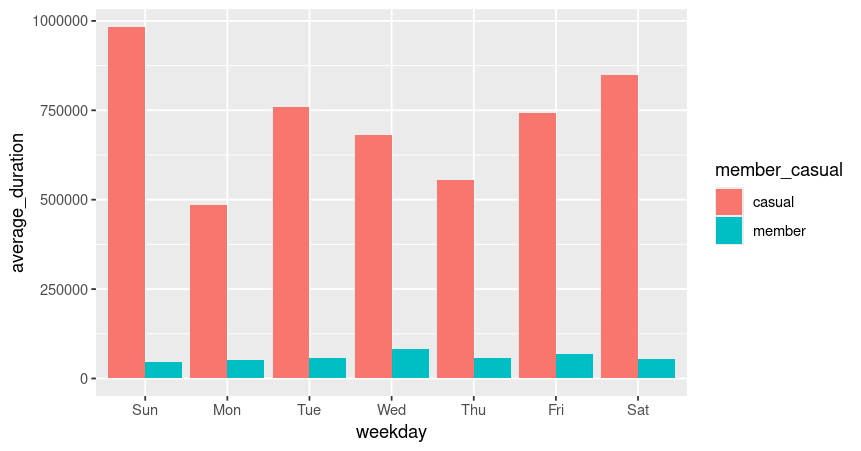 1000000
750000
500000
250000
0
average_duration
Sun Mon Tue Wed Thu Fri Sat
weekday
member_casual
casual
member